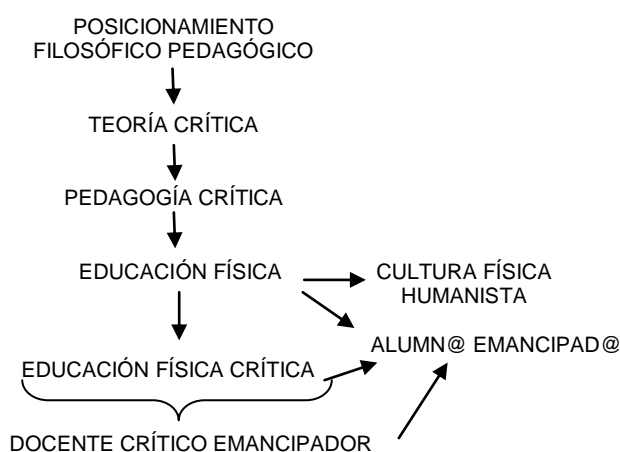 POSICIONAMIENTO
FILOSÓFICO PEDAGÓGICO
TEORÍA CRÍTICA
PEDAGOGÍA CRÍTICA
EDUCACIÓN FÍSICA
CULTURA FÍSICA
HUMANISTA
ALUMN@ EMANCIPAD@
EDUCACIÓN FÍSICA CRÍTICA
DOCENTE CRÍTICO EMANCIPADOR